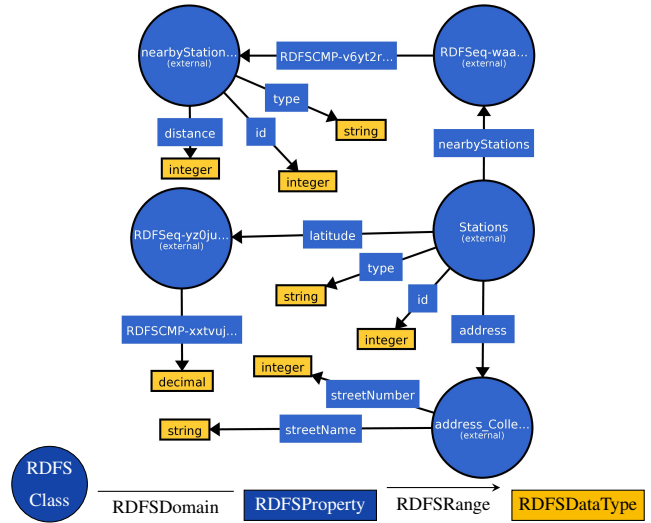 nearbyStation...
(external)
RDFSCMP-v6yt2r...
RDFSeq-waa...
(external)
type
distance
id
string
nearbyStations
integer
integer
RDFSeq-yz0ju...
(external)
latitude
Stations
(external)
type
string
id
RDFSCMP-xxtvuj...
address
integer
integer
decimal
streetNumber
string
streetName
address_Colle...
(external)
RDFS
Class
RDFSDomain
RDFSProperty
RDFSRange
RDFSDataType